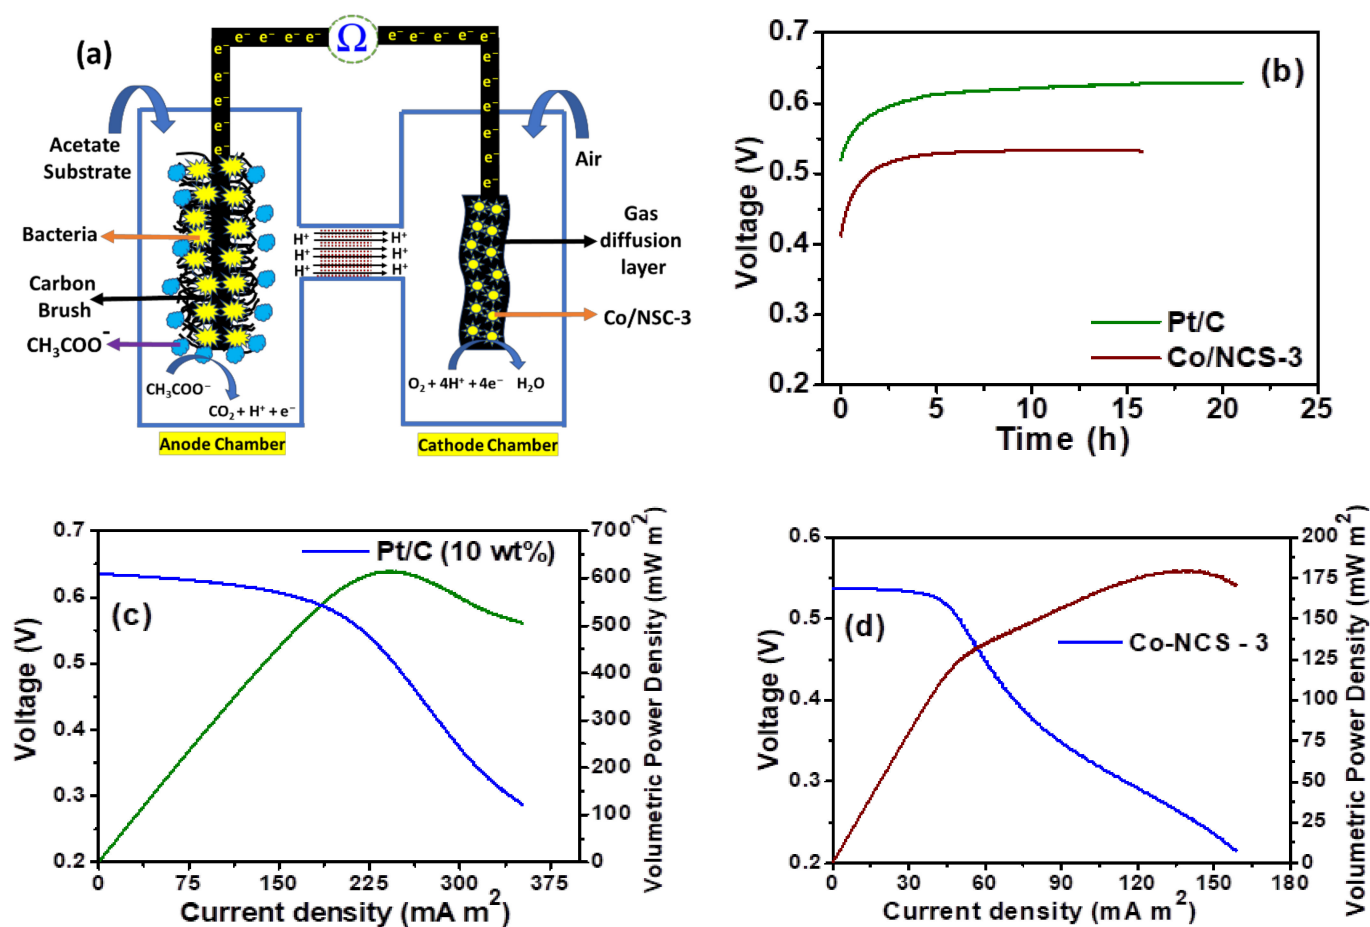 (a)
e⁻ e⁻ e⁻ e⁻ e⁻ Ω e⁻ e⁻ e⁻ e⁻ e⁻
e⁻
e⁻
e⁻
e⁻
e⁻
e⁻
e⁻
e⁻
e⁻
e⁻
Acetate
Substrate
Air
Bacteria
Carbon
Brush
CH₃COO⁻
H⁺ H⁺
H⁺ H⁺
H⁺ H⁺
Gas
diffusion
layer
Co/NSC-3
CH₃COO⁻
CO₂ + H⁺ + e⁻
O₂ + 4H⁺ + 4e⁻ H₂O
Anode Chamber
Cathode Chamber
(b)
Voltage (V)
0.7
0.6
0.5
0.4
0.3
0.2
Pt/C
Co/NCS-3
0 5 10 15 20 25
Time (h)
(c)
Pt/C (10 wt%)
Voltage (V)
0.7
0.6
0.5
0.4
0.3
0.2
Volumetric Power Density (mW m²)
700
600
500
400
300
200
100
0
0 75 150 225 300 375
Current density (mA m²)
(d)
Co-NCS - 3
Voltage (V)
0.6
0.5
0.4
0.3
0.2
Volumetric Power Density (mW m²)
200
175
150
125
100
75
50
25
0
0 30 60 90 120 150 180
Current density (mA m²)